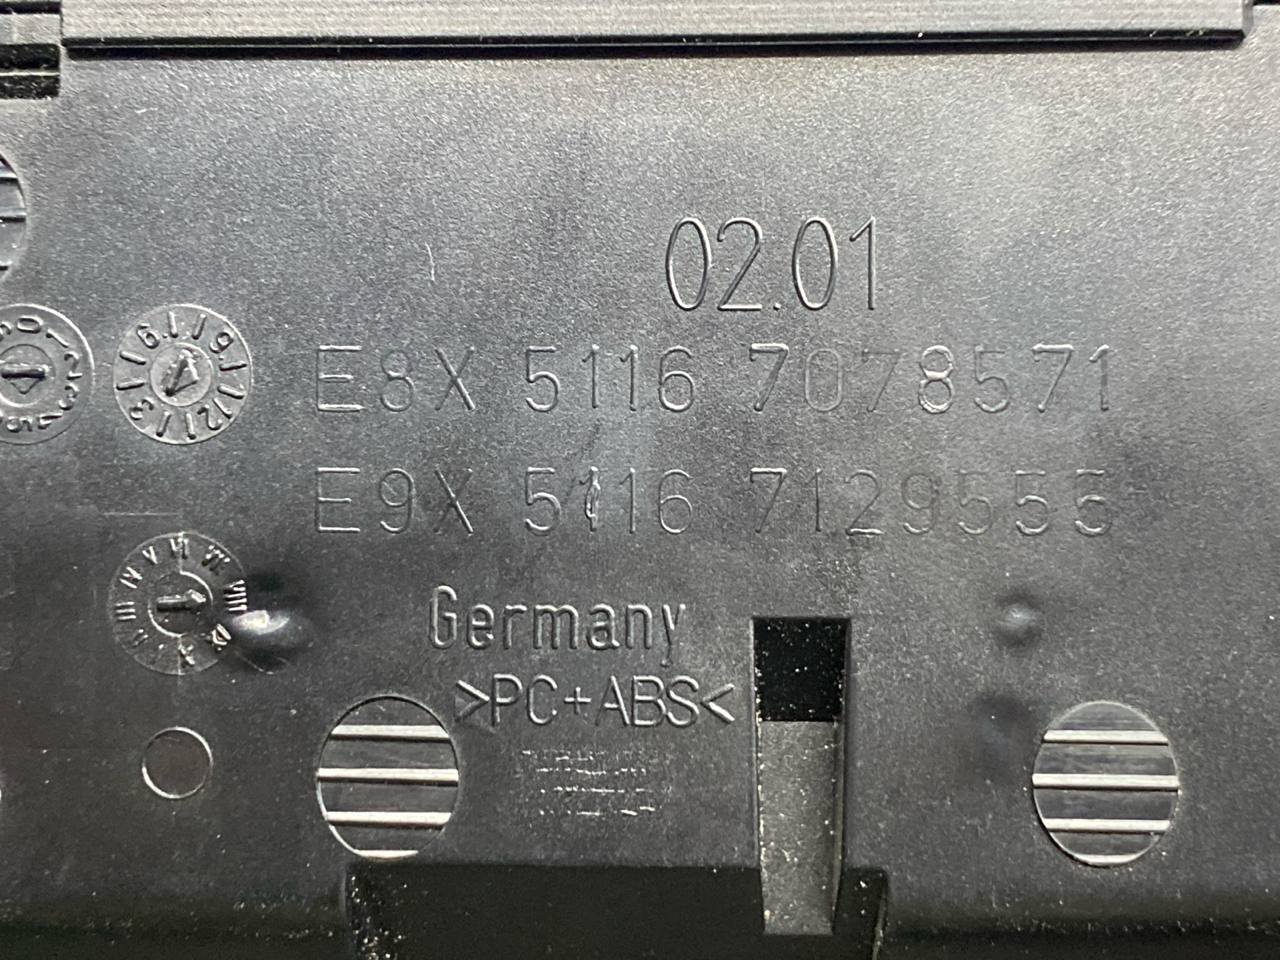 02.01
E8X 5116 7078571
E9X 5116 7129555
Germany
>PC+ABS<